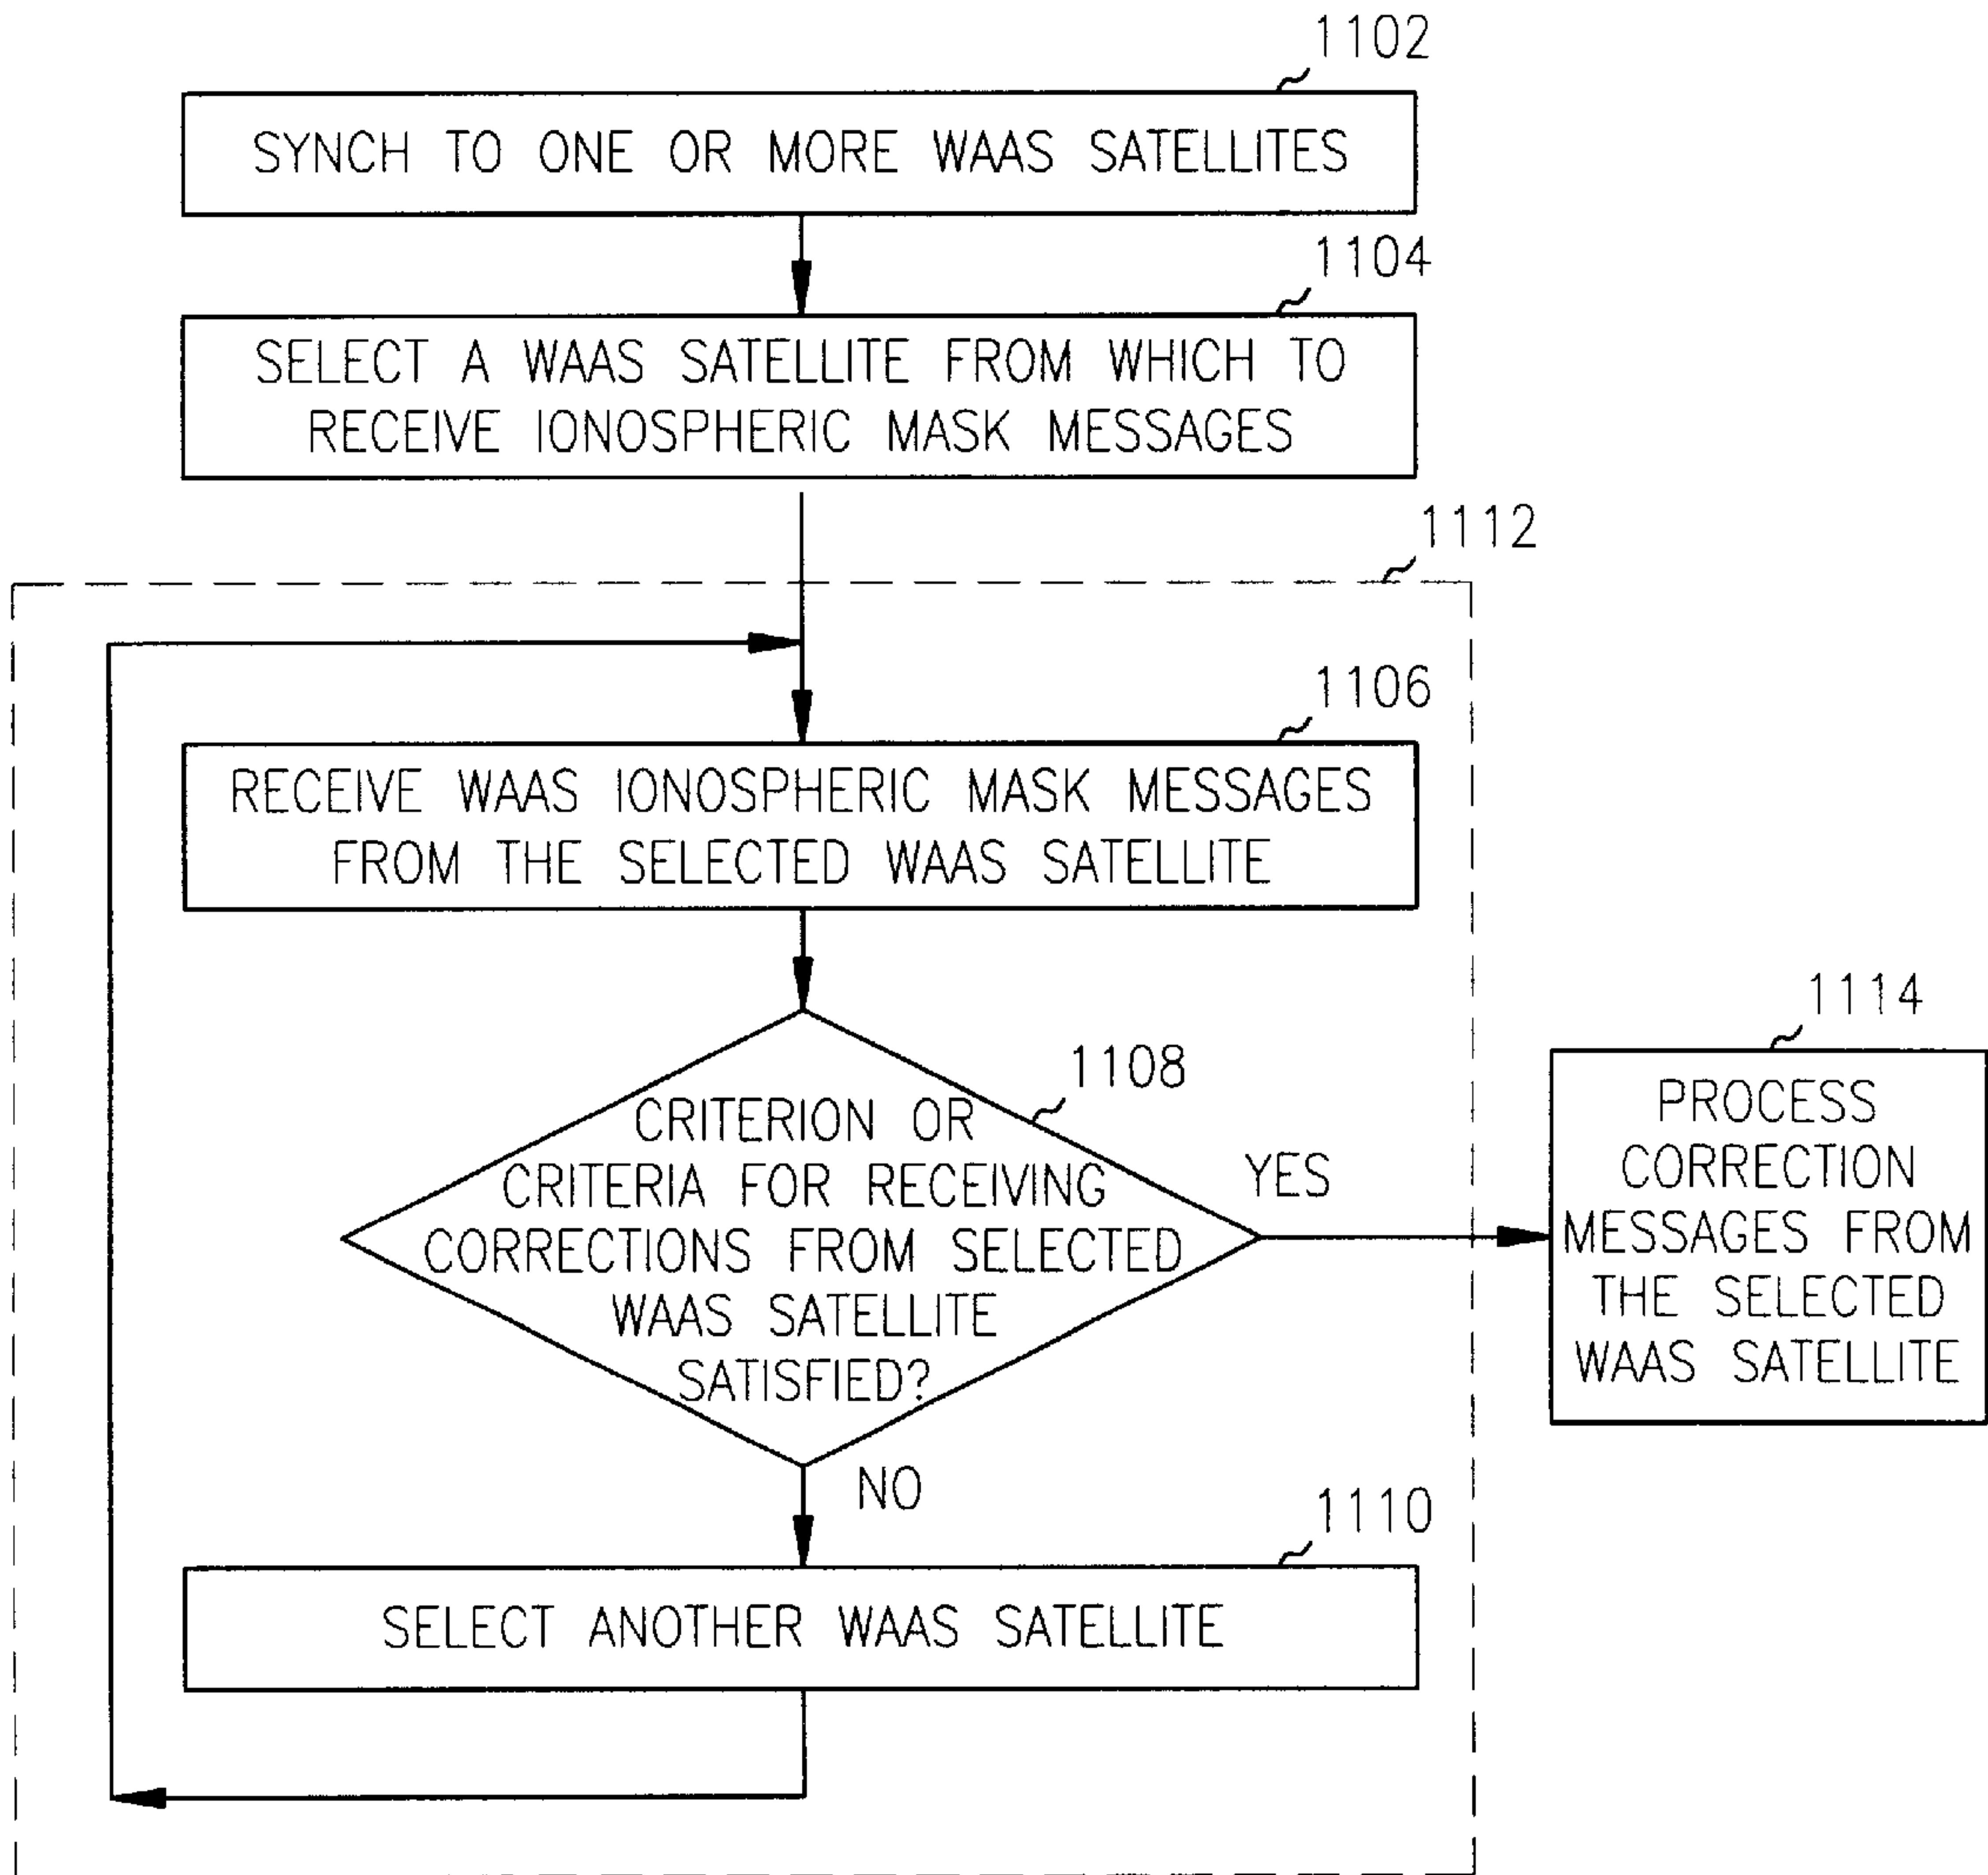 1102
SYNCH TO ONE OR MORE WAAS SATELLITES
1104
SELECT A WAAS SATELLITE FROM WHICH TO
RECEIVE IONOSPHERIC MASK MESSAGES
1112
1106
RECEIVE WAAS IONOSPHERIC MASK MESSAGES
FROM THE SELECTED WAAS SATELLITE
1108
CRITERION OR
CRITERIA FOR RECEIVING
CORRECTIONS FROM SELECTED
WAAS SATELLITE
SATISFIED?
YES
1114
PROCESS
CORRECTION
MESSAGES FROM
THE SELECTED
WAAS SATELLITE
NO
1110
SELECT ANOTHER WAAS SATELLITE